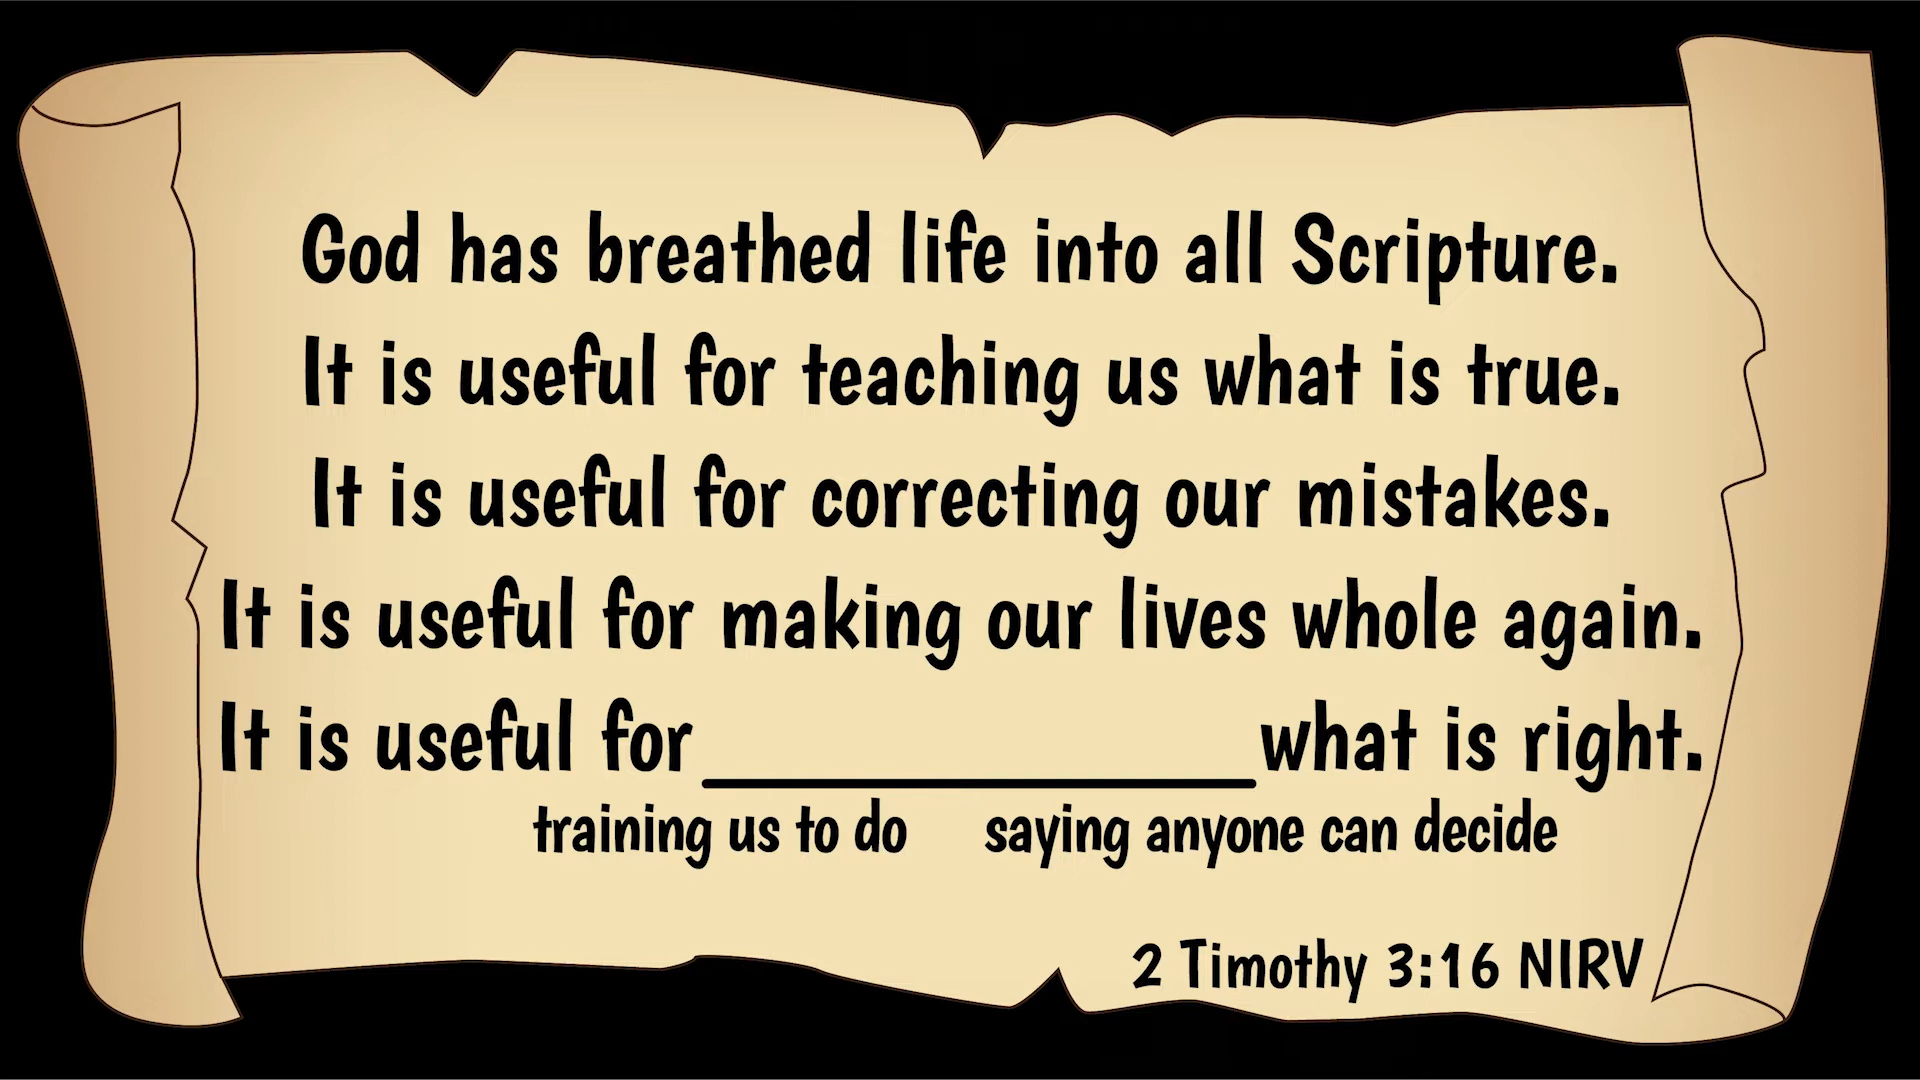 God has breathed life into all Scripture.
It is useful for teaching us what is true.
It is useful for correcting our mistakes.
It is useful for making our lives whole again.
It is useful for what is right.
training us to do saying anyone can decide
2 Timothy 3:16 NIRV